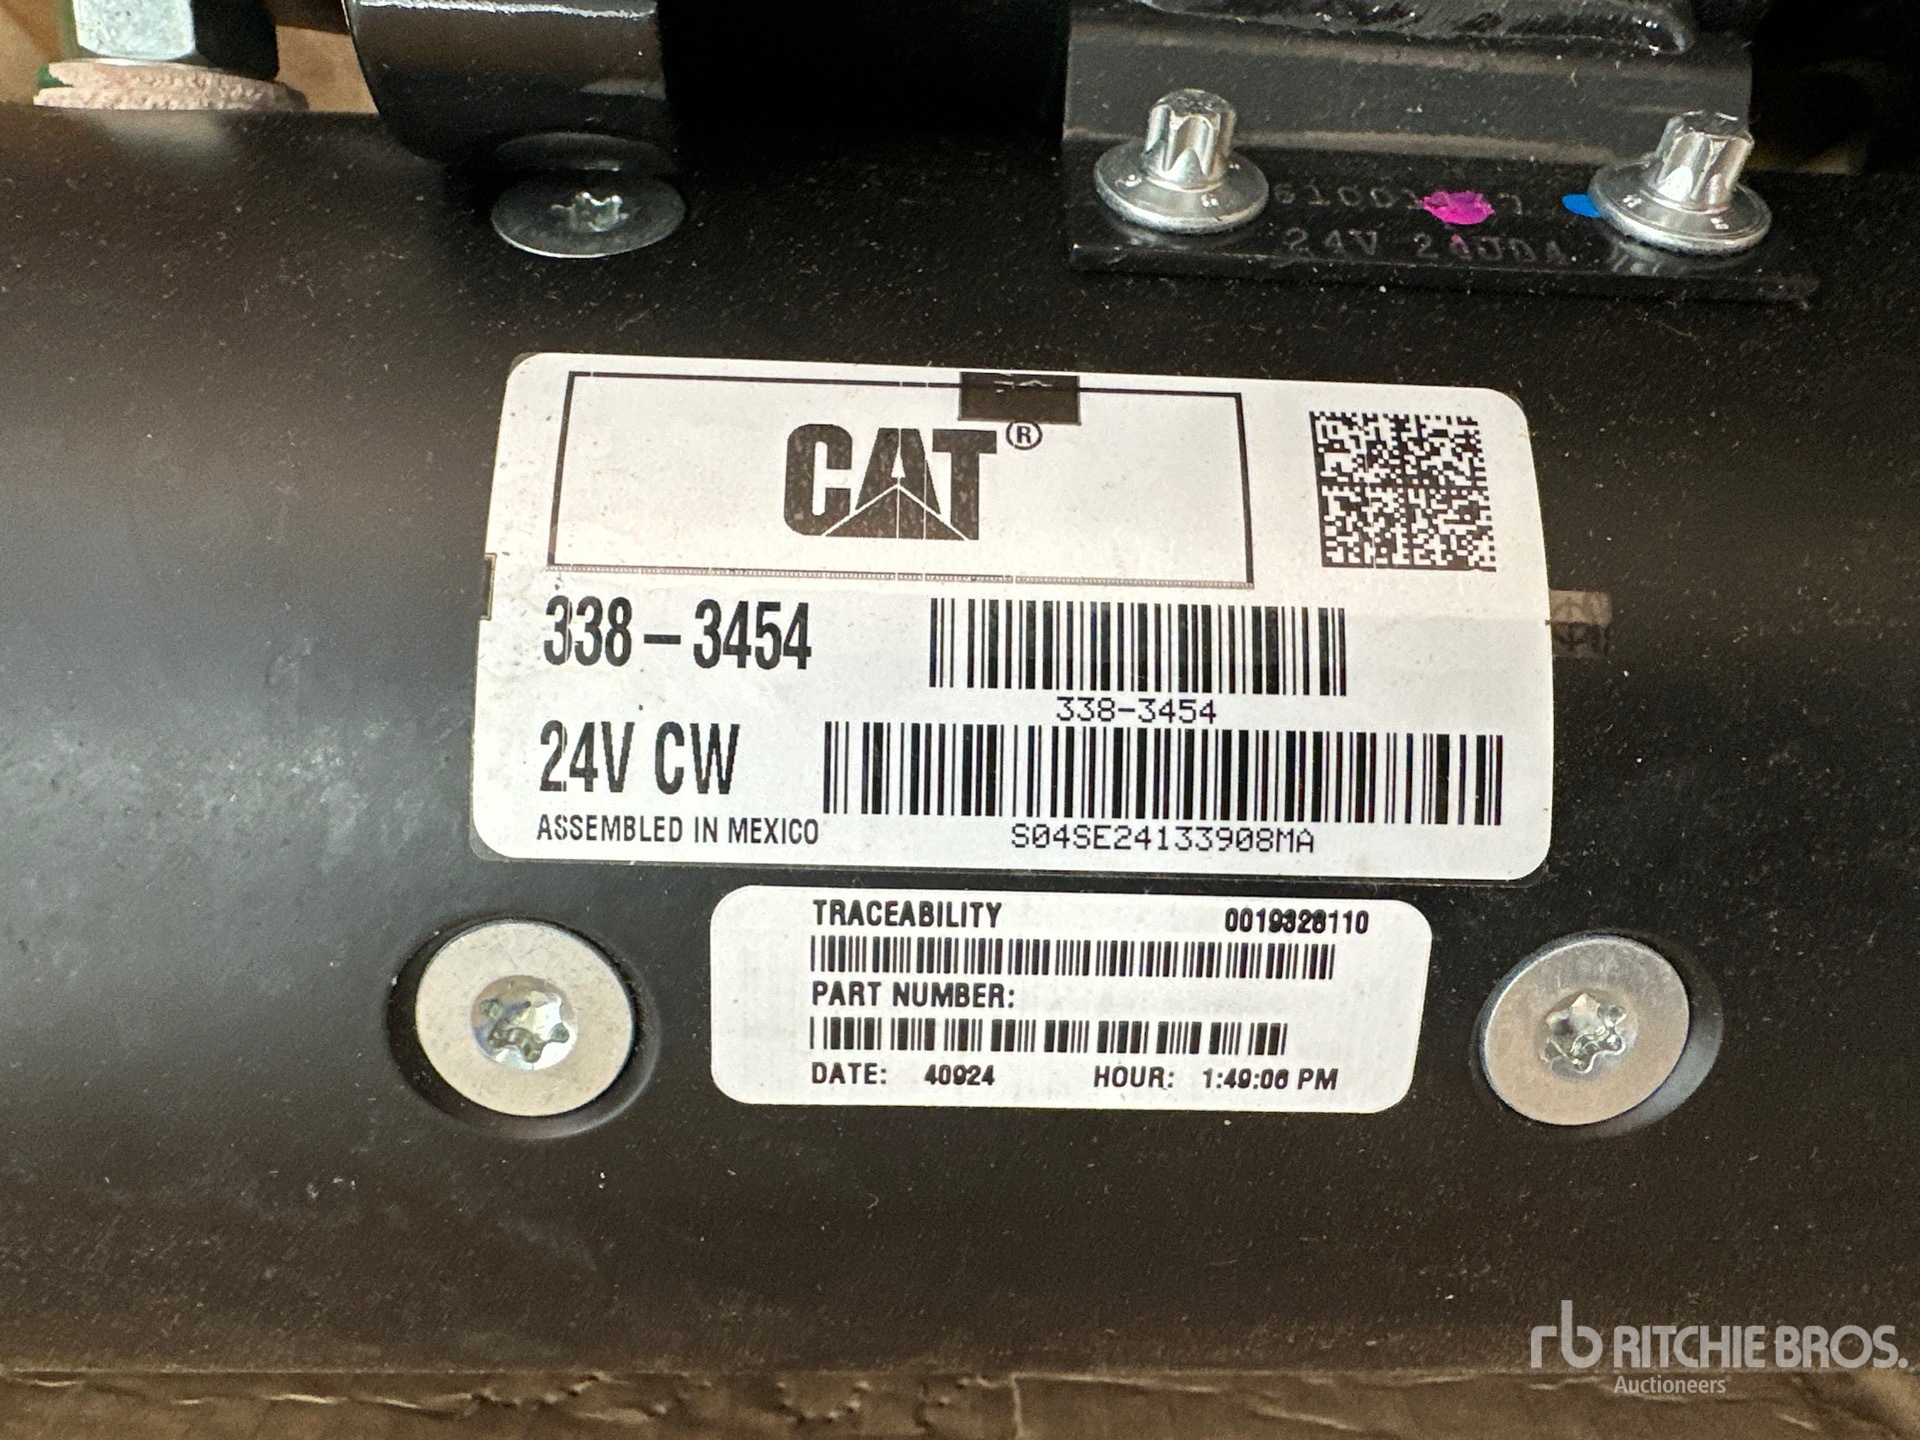 24V
CAT®
338-3454
338-3454
24V CW
ASSEMBLED IN MEXICO
S04SE24133908MA
TRACEABILITY 0019328110
PART NUMBER:
DATE: 40924 HOUR: 1:49:06 PM
rb RITCHIE BROS.
Auctioneers